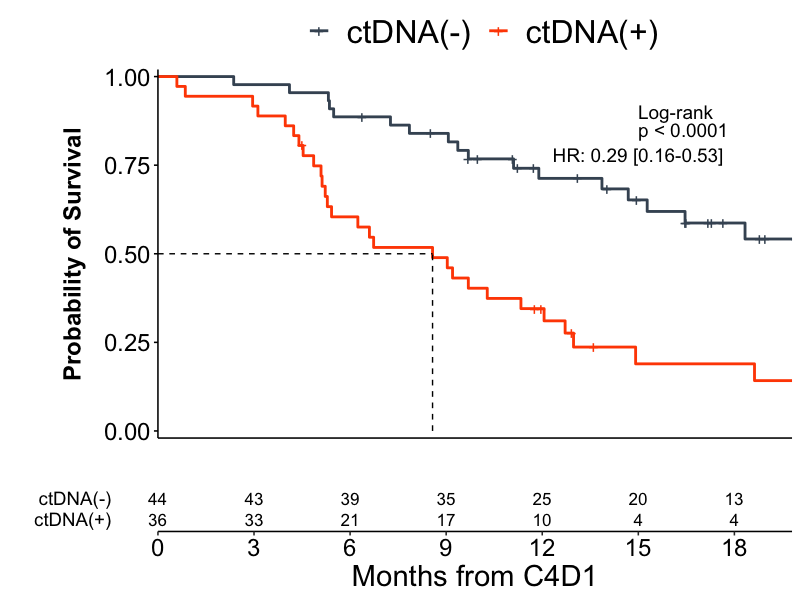 ctDNA(-) ctDNA(+)
Log-rank
p < 0.0001
HR: 0.29 [0.16-0.53]
Probability of Survival
1.00
0.75
0.50
0.25
0.00
ctDNA(-) 44 43 39 35 25 20 13
ctDNA(+) 36 33 21 17 10 4 4
0 3 6 9 12 15 18
Months from C4D1